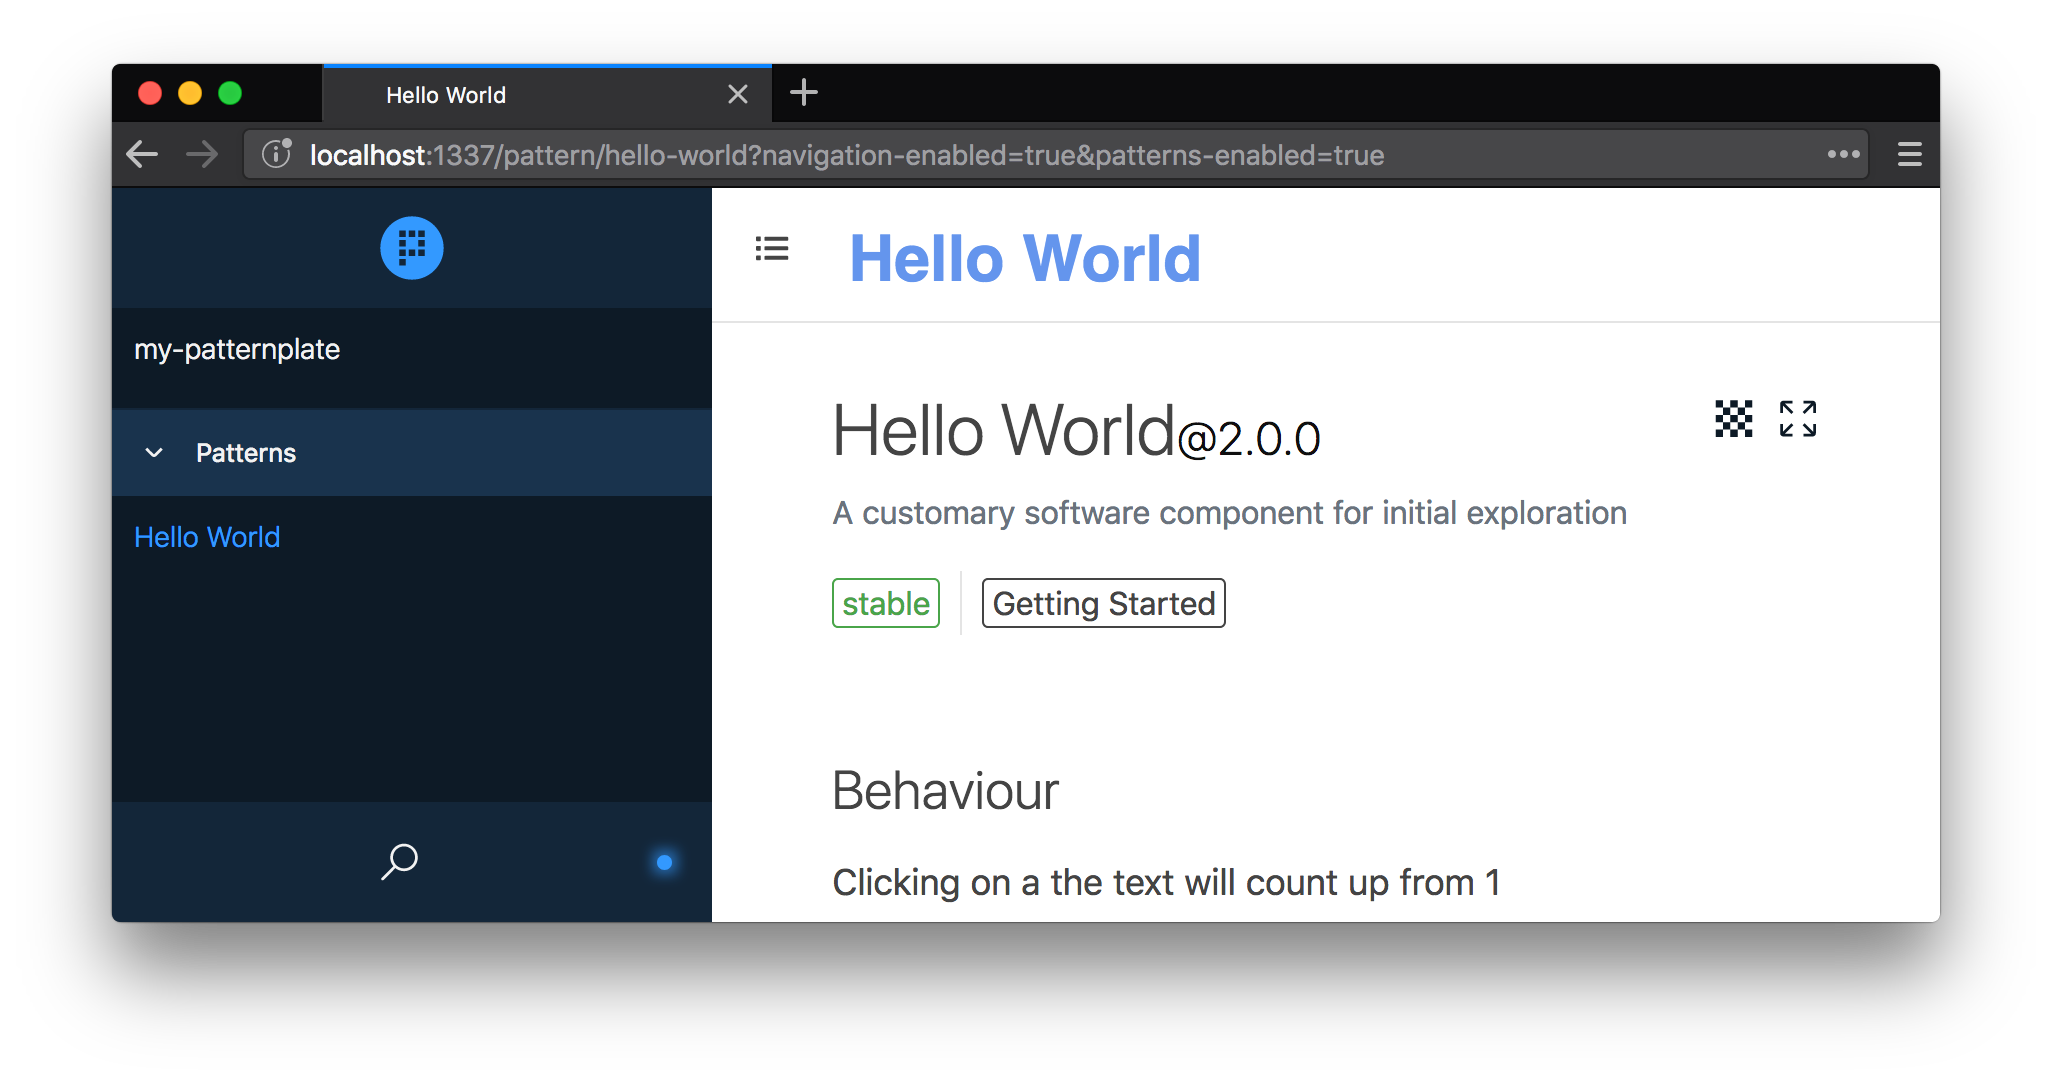 Hello World
localhost:1337/pattern/hello-world?navigation-enabled=true&patterns-enabled=true
my-patternplate
Patterns
Hello World
Hello World
Hello World@2.0.0
A customary software component for initial exploration
stable
Getting Started
Behaviour
Clicking on a the text will count up from 1